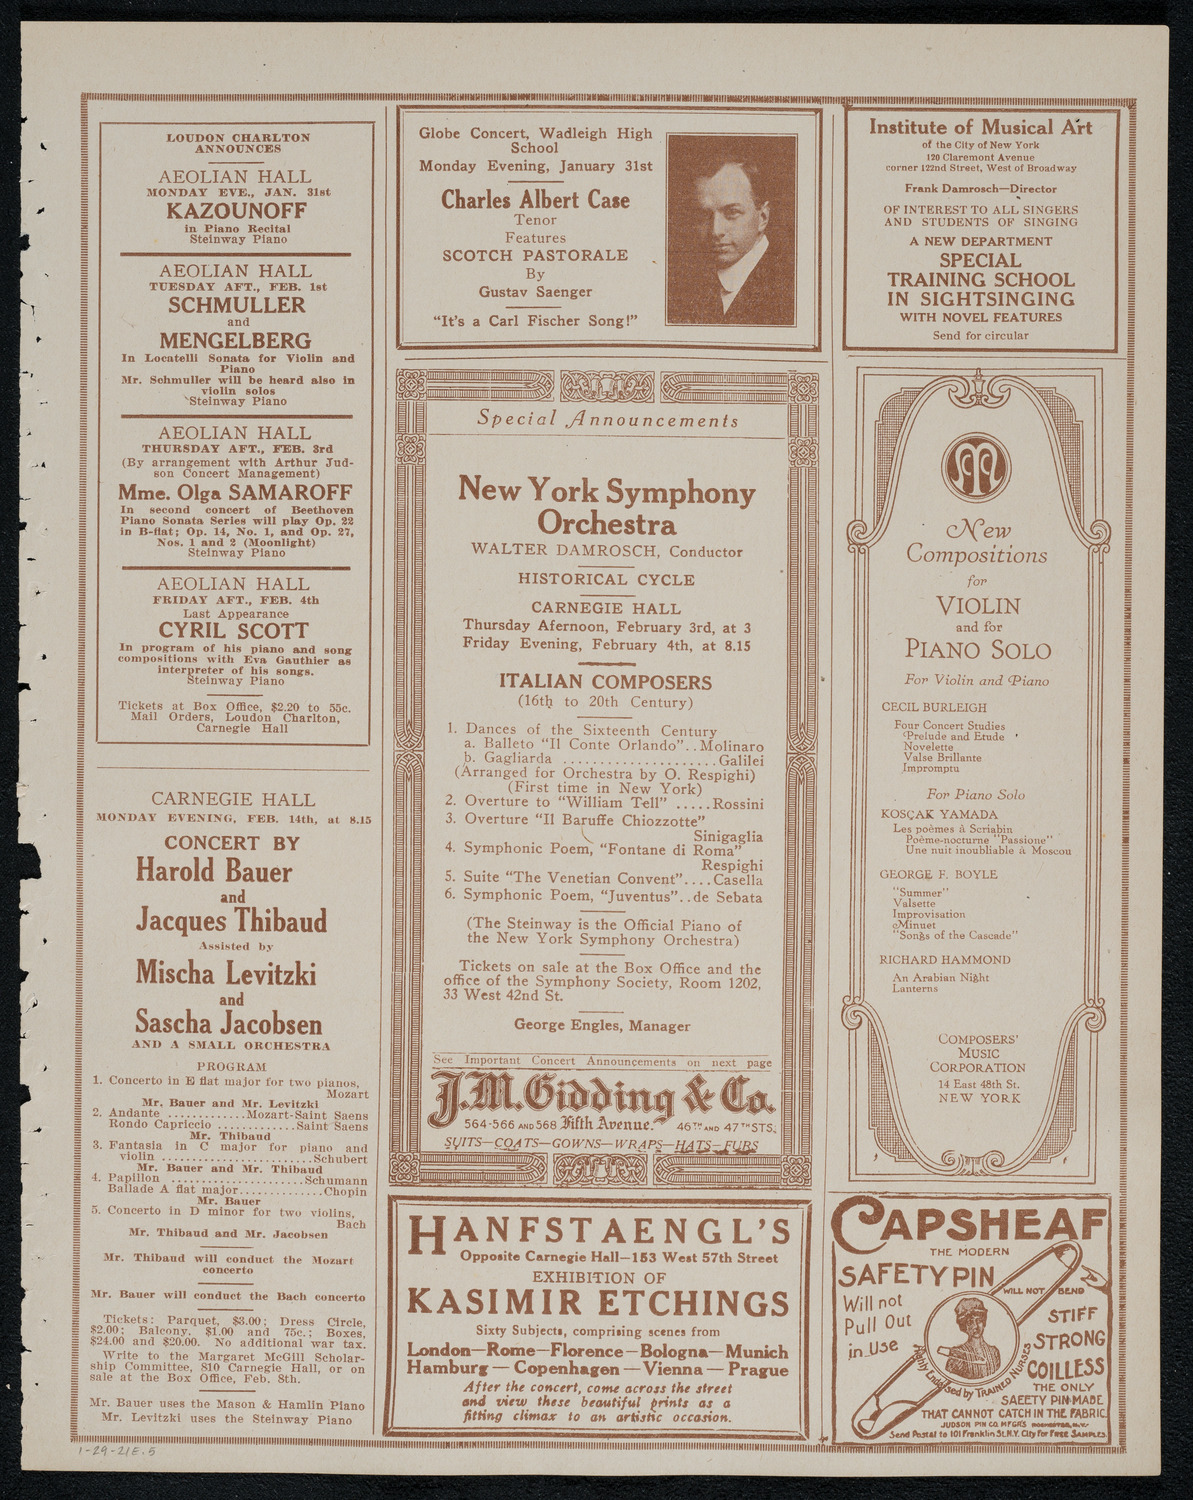 LOUDON CHARLTON
ANNOUNCES
AEOLIAN HALL
MONDAY EVE., JAN. 31st
KAZOUNOFF
in Piano Recital
Steinway Piano
AEOLIAN HALL
TUESDAY AFT., FEB. 1st
SCHMULLER
and
MENGELBERG
In Locatelli Sonata for Violin and
Piano
Mr. Schmuller will be heard also in
violin solos
Steinway Piano
AEOLIAN HALL
THURSDAY AFT., FEB. 3rd
(By arrangement with Arthur Jud-
son Concert Management)
Mme. Olga SAMAROFF
In second concert of Beethoven
Piano Sonata Series will play Op. 22
in B-flat; Op. 14, No. 1, and Op. 27,
Nos. 1 and 2 (Moonlight)
Steinway Piano
AEOLIAN HALL
FRIDAY AFT., FEB. 4th
Last Appearance
CYRIL SCOTT
In program of his piano and song
compositions with Eva Gauthier as
interpreter of his songs.
Steinway Piano
Tickets at Box Office, $2.20 to 55c.
Mail Orders, Loudon Charlton,
Carnegie Hall
CARNEGIE HALL
MONDAY EVENING, FEB. 14th, at 8.15
CONCERT BY
Harold Bauer
and
Jacques Thibaud
Assisted by
Mischa Levitzki
and
Sascha Jacobsen
AND A SMALL ORCHESTRA
PROGRAM
1. Concerto in E flat major for two pianos,
Mozart
Mr. Bauer and Mr. Levitzki
2. Andante .............Mozart-Saint Saens
Rondo Capriccio .............Saint Saens
Mr. Thibaud
3. Fantasia in C major for piano and
violin .........................Schubert
Mr. Bauer and Mr. Thibaud
4. Papillon ........................Schumann
Ballade A flat major..............Chopin
Mr. Bauer
5. Concerto in D minor for two violins,
Bach
Mr. Thibaud and Mr. Jacobsen
Mr. Thibaud will conduct the Mozart
concerto
Mr. Bauer will conduct the Bach concerto
Tickets: Parquet, $3.00; Dress Circle,
$2.00; Balcony, $1.00 and 75c.; Boxes,
$24.00 and $20.00. No additional war tax.
Write to the Margaret McGill Scholar-
ship Committee, 810 Carnegie Hall, or on
sale at the Box Office, Feb. 8th.
Mr. Bauer uses the Mason & Hamlin Piano
Mr. Levitzki uses the Steinway Piano
1-29-21E.5
Globe Concert, Wadleigh High
School
Monday Evening, January 31st
Charles Albert Case
Tenor
Features
SCOTCH PASTORALE
By
Gustav Saenger
"It's a Carl Fischer Song!"
Special Announcements
New York Symphony
Orchestra
WALTER DAMROSCH, Conductor
HISTORICAL CYCLE
CARNEGIE HALL
Thursday Afernoon, February 3rd, at 3
Friday Evening, February 4th, at 8.15
ITALIAN COMPOSERS
(16th to 20th Century)
1. Dances of the Sixteenth Century
a. Balleto "Il Conte Orlando"..Molinaro
b. Gagliarda .....................Galilei
(Arranged for Orchestra by O. Respighi)
(First time in New York)
2. Overture to "William Tell" .....Rossini
3. Overture "Il Baruffe Chiozzotte"
Sinigaglia
4. Symphonic Poem, "Fontane di Roma"
Respighi
5. Suite "The Venetian Convent"....Casella
6. Symphonic Poem, "Juventus"..de Sebata
(The Steinway is the Official Piano of
the New York Symphony Orchestra)
Tickets on sale at the Box Office and the
office of the Symphony Society, Room 1202,
33 West 42nd St.
George Engles, Manager
See Important Concert Announcements on next page
J.M. Gidding & Co.
564-566 AND 568 Fifth Avenue. 46TH AND 47TH STS.
SUITS—COATS—GOWNS—WRAPS—HATS—FURS
HANFSTAENGL'S
Opposite Carnegie Hall—153 West 57th Street
EXHIBITION OF
KASIMIR ETCHINGS
Sixty Subjects, comprising scenes from
London—Rome—Florence—Bologna—Munich
Hamburg—Copenhagen—Vienna—Prague
After the concert, come across the street
and view these beautiful prints as a
fitting climax to an artistic occasion.
Institute of Musical Art
of the City of New York
120 Claremont Avenue
corner 122nd Street, West of Broadway
Frank Damrosch—Director
OF INTEREST TO ALL SINGERS
AND STUDENTS OF SINGING
A NEW DEPARTMENT
SPECIAL
TRAINING SCHOOL
IN SIGHTSINGING
WITH NOVEL FEATURES
Send for circular
New
Compositions
for
VIOLIN
and for
PIANO SOLO
For Violin and Piano
CECIL BURLEIGH
Four Concert Studies
Prelude and Etude
Novelette
Valse Brillante
Impromptu
For Piano Solo
KOSÇAK YAMADA
Les poèmes à Scriabin
Poème-nocturne "Passione"
Une nuit inoubliable à Moscou
GEORGE F. BOYLE
"Summer"
Valsette
Improvisation
Minuet
"Songs of the Cascade"
RICHARD HAMMOND
An Arabian Night
Lanterns
COMPOSERS'
MUSIC
CORPORATION
14 East 48th St.
NEW YORK
CAPSHEAF
THE MODERN
SAFETY PIN
WILL NOT BEND
Will not
Pull Out
in Use
STIFF
STRONG
COILLESS
Highly Endorsed by TRAINED NURSES
THE ONLY
SAFETY PIN MADE
THAT CANNOT CATCH IN THE FABRIC.
JUDSON PIN CO. MFGRS ROCHESTER, N.Y.
Send Postal to 101 Franklin St. N.Y. City For FREE SAMPLES.